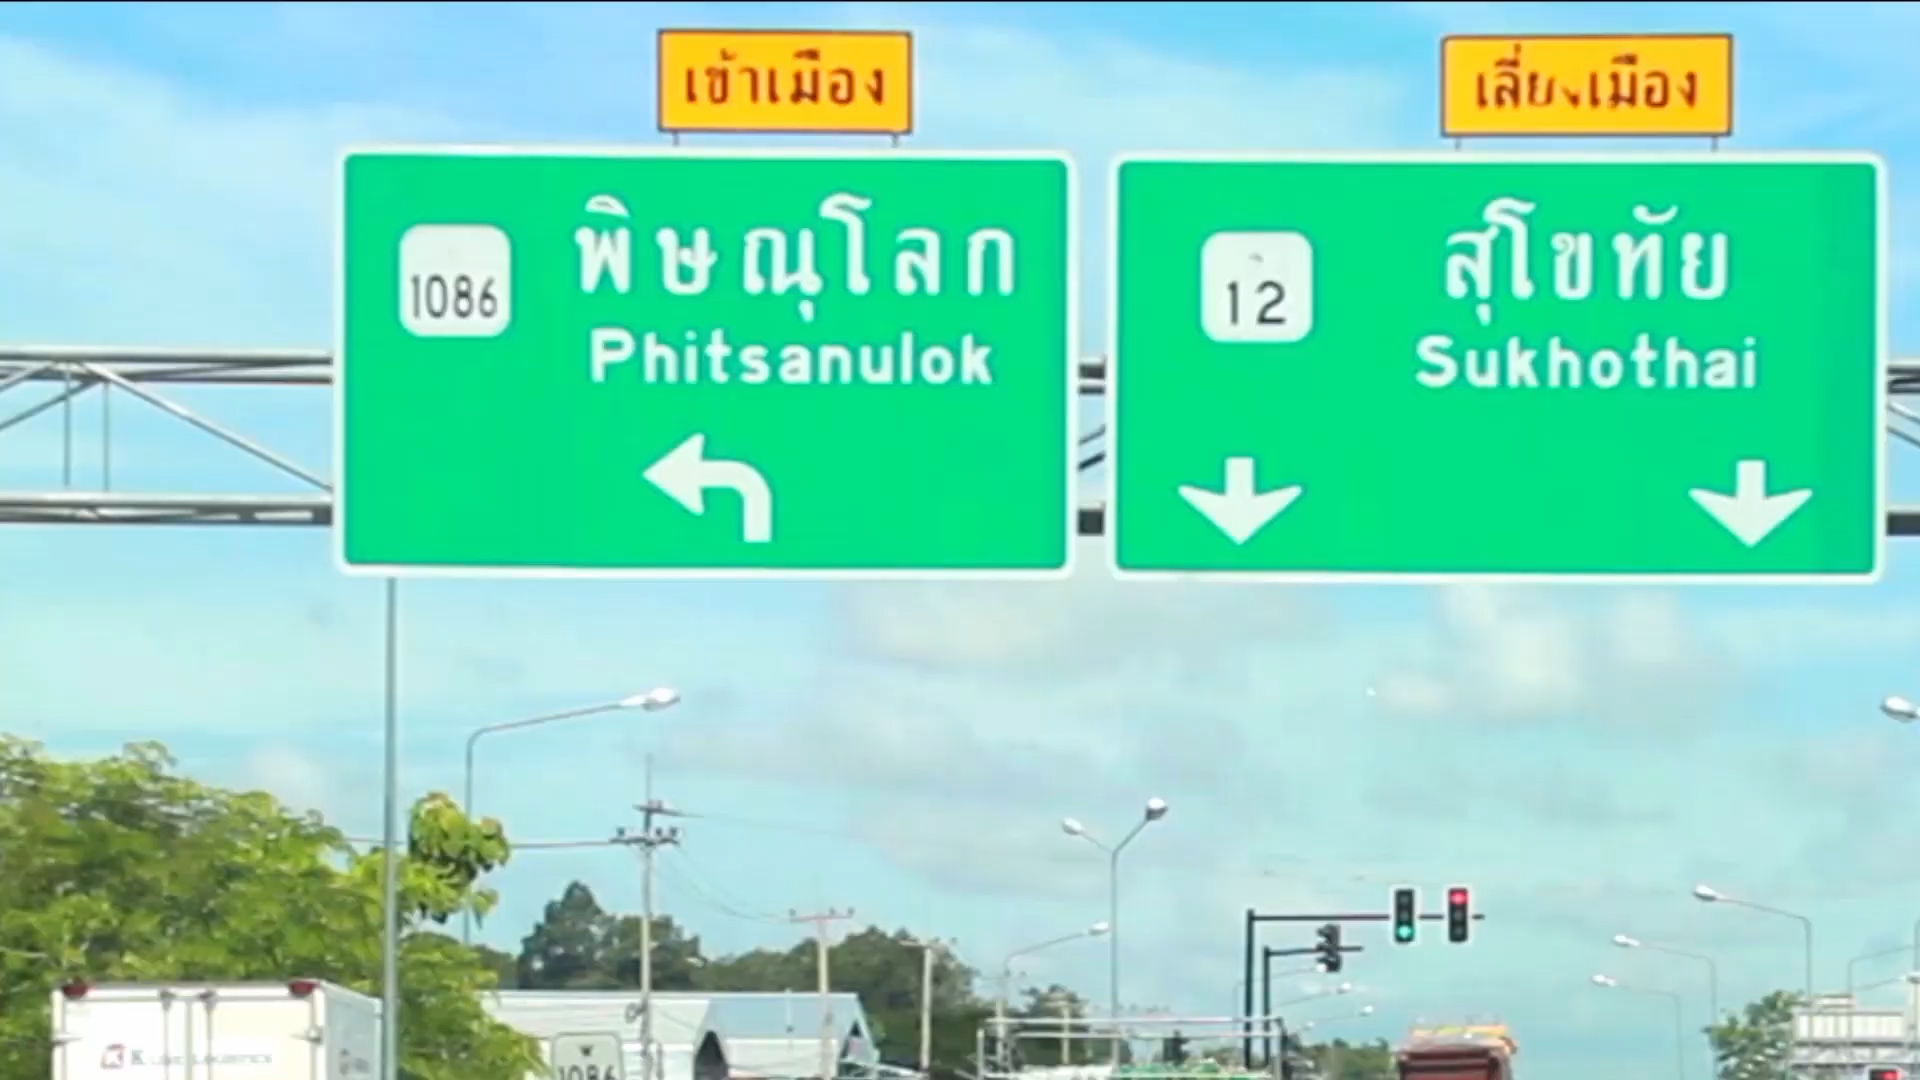 เข้าเมือง
1086
พิษณุโลก
Phitsanulok
เลี่ยงเมือง
12
สุโขทัย
Sukhothai
1086